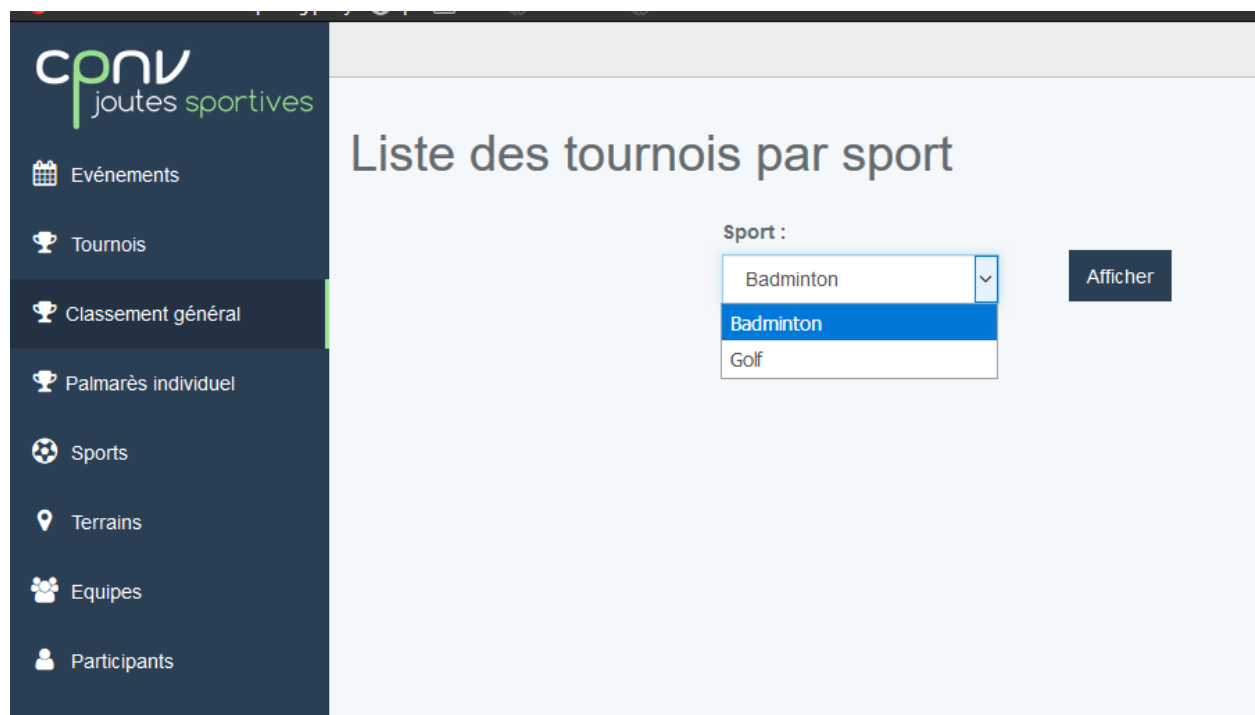 cpnv
joutes sportives
Evénements
Tournois
Classement général
Palmarès individuel
Sports
Terrains
Equipes
Participants
Liste des tournois par sport
Sport :
Badminton
Afficher
Badminton
Golf